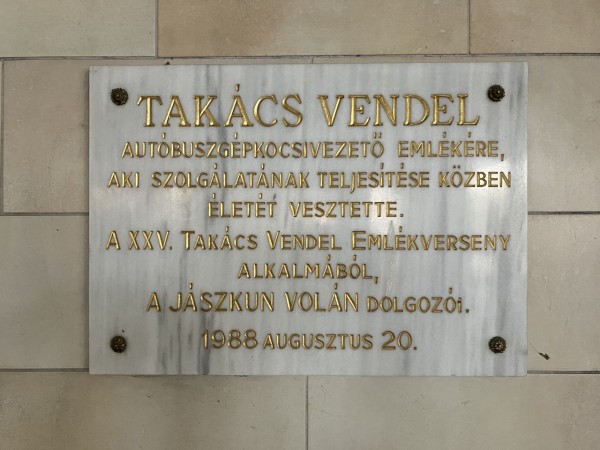 TAKÁCS VENDEL
AUTÓBUSZGÉPKOCSIVEZETŐ EMLÉKÉRE,
AKI SZOLGÁLATÁNAK TELJESÍTÉSE KÖZBEN
ÉLETÉT VESZTETTE.
A XXV. TAKÁCS VENDEL EMLÉKVERSENY
ALKALMÁBÓL,
A JÁSZKUN VOLÁN DOLGOZÓI.
1988 AUGUSZTUS 20.